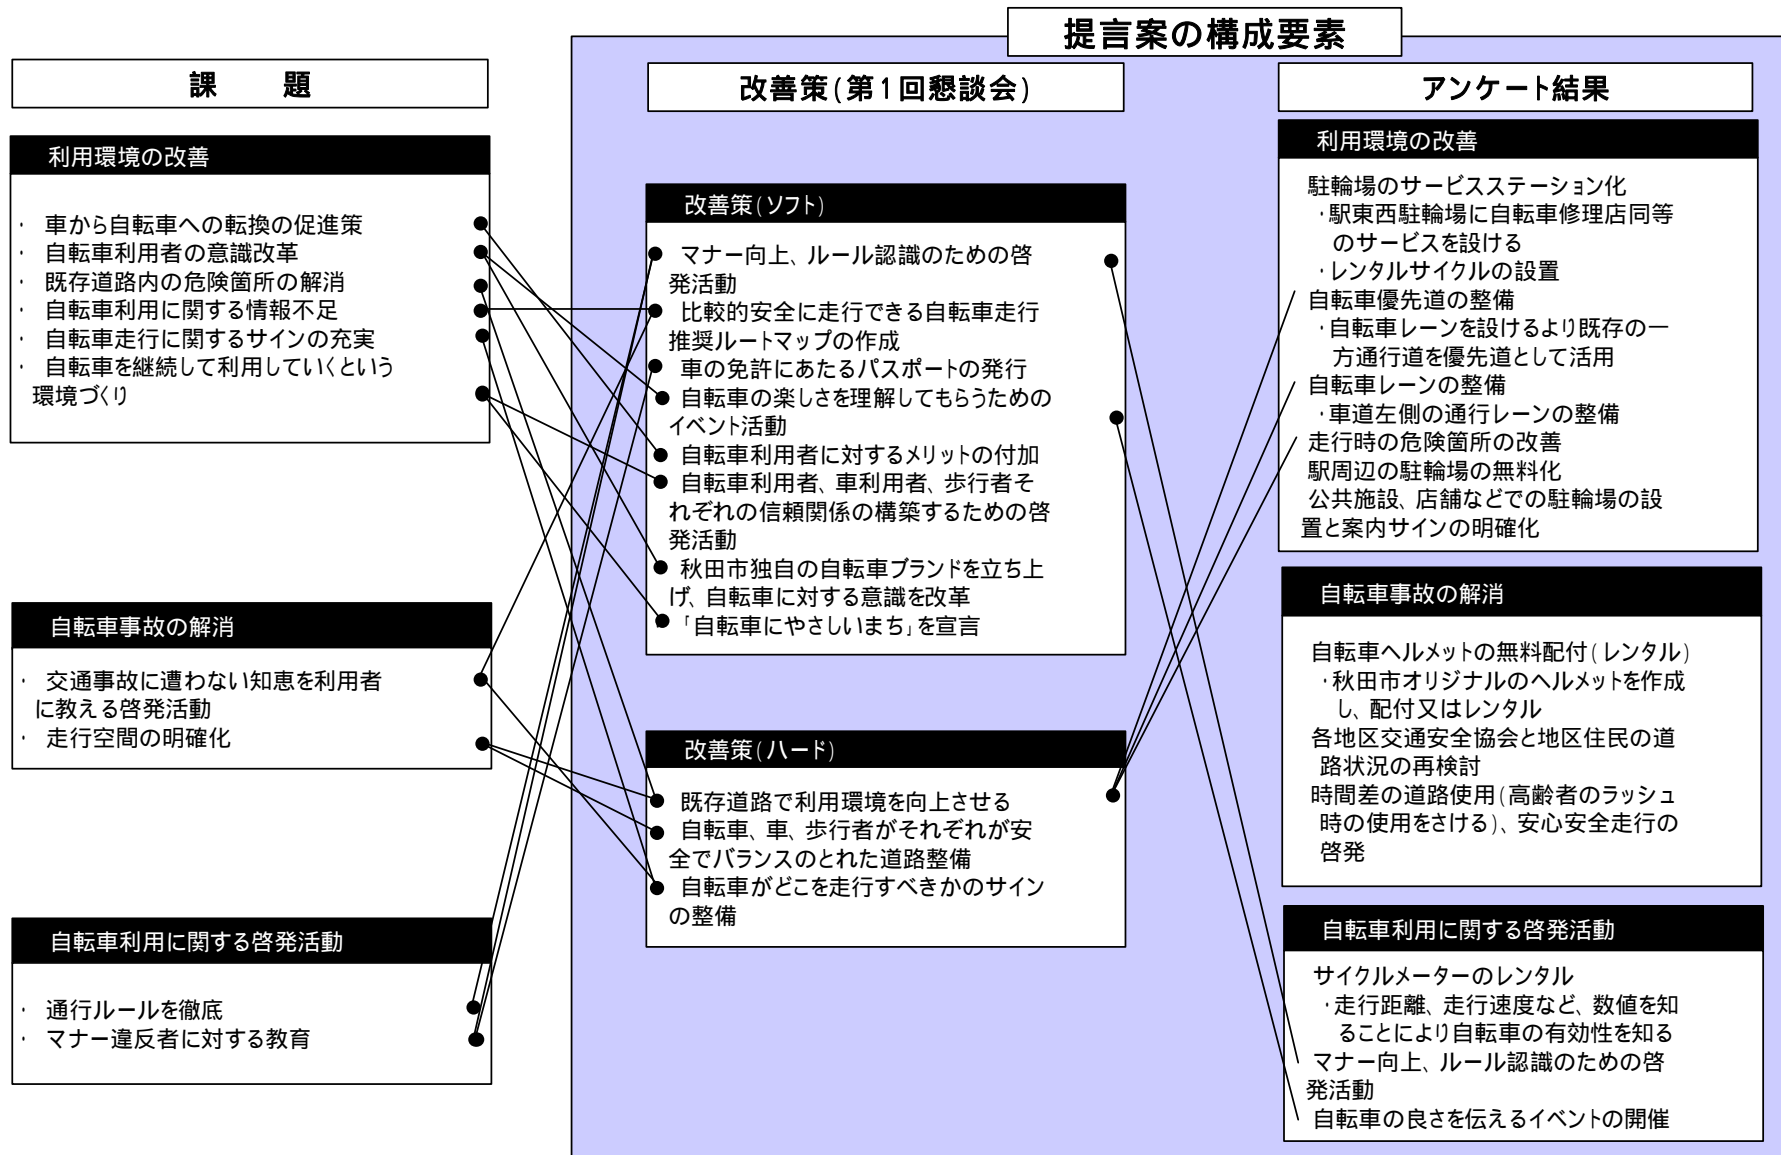 提言案の構成要素
課　　題
利用環境の改善
・ 車から自転車への転換の促進策
・ 自転車利用者の意識改革
・ 既存道路内の危険箇所の解消
・ 自転車利用に関する情報不足
・ 自転車走行に関するサインの充実
・ 自転車を継続して利用していくという
環境づくり
自転車事故の解消
・ 交通事故に遭わない知恵を利用者
に教える啓発活動
・ 走行空間の明確化
自転車利用に関する啓発活動
・ 通行ルールを徹底
・ マナー違反者に対する教育
改善策(第1回懇談会)
改善策(ソフト)
マナー向上、ルール認識のための啓
発活動
比較的安全に走行できる自転車走行
推奨ルートマップの作成
車の免許にあたるパスポートの発行
自転車の楽しさを理解してもらうための
イベント活動
自転車利用者に対するメリットの付加
自転車利用者、車利用者、歩行者そ
れぞれの信頼関係の構築するための啓
発活動
秋田市独自の自転車ブランドを立ち上
げ、自転車に対する意識を改革
「自転車にやさしいまち」を宣言
改善策(ハード)
既存道路で利用環境を向上させる
自転車、車、歩行者がそれぞれが安
全でバランスのとれた道路整備
自転車がどこを走行すべきかのサイン
の整備
アンケート結果
利用環境の改善
駐輪場のサービスステーション化
・駅東西駐輪場に自転車修理店同等
のサービスを設ける
・レンタルサイクルの設置
自転車優先道の整備
・自転車レーンを設けるより既存の一
方通行道を優先道として活用
自転車レーンの整備
・車道左側の通行レーンの整備
走行時の危険箇所の改善
駅周辺の駐輪場の無料化
公共施設、店舗などでの駐輪場の設
置と案内サインの明確化
自転車事故の解消
自転車ヘルメットの無料配付(レンタル)
・秋田市オリジナルのヘルメットを作成
し、配付又はレンタル
各地区交通安全協会と地区住民の道
路状況の再検討
時間差の道路使用(高齢者のラッシュ
時の使用をさける)、安心安全走行の
啓発
自転車利用に関する啓発活動
サイクルメーターのレンタル
・走行距離、走行速度など、数値を知
ることにより自転車の有効性を知る
マナー向上、ルール認識のための啓
発活動
自転車の良さを伝えるイベントの開催